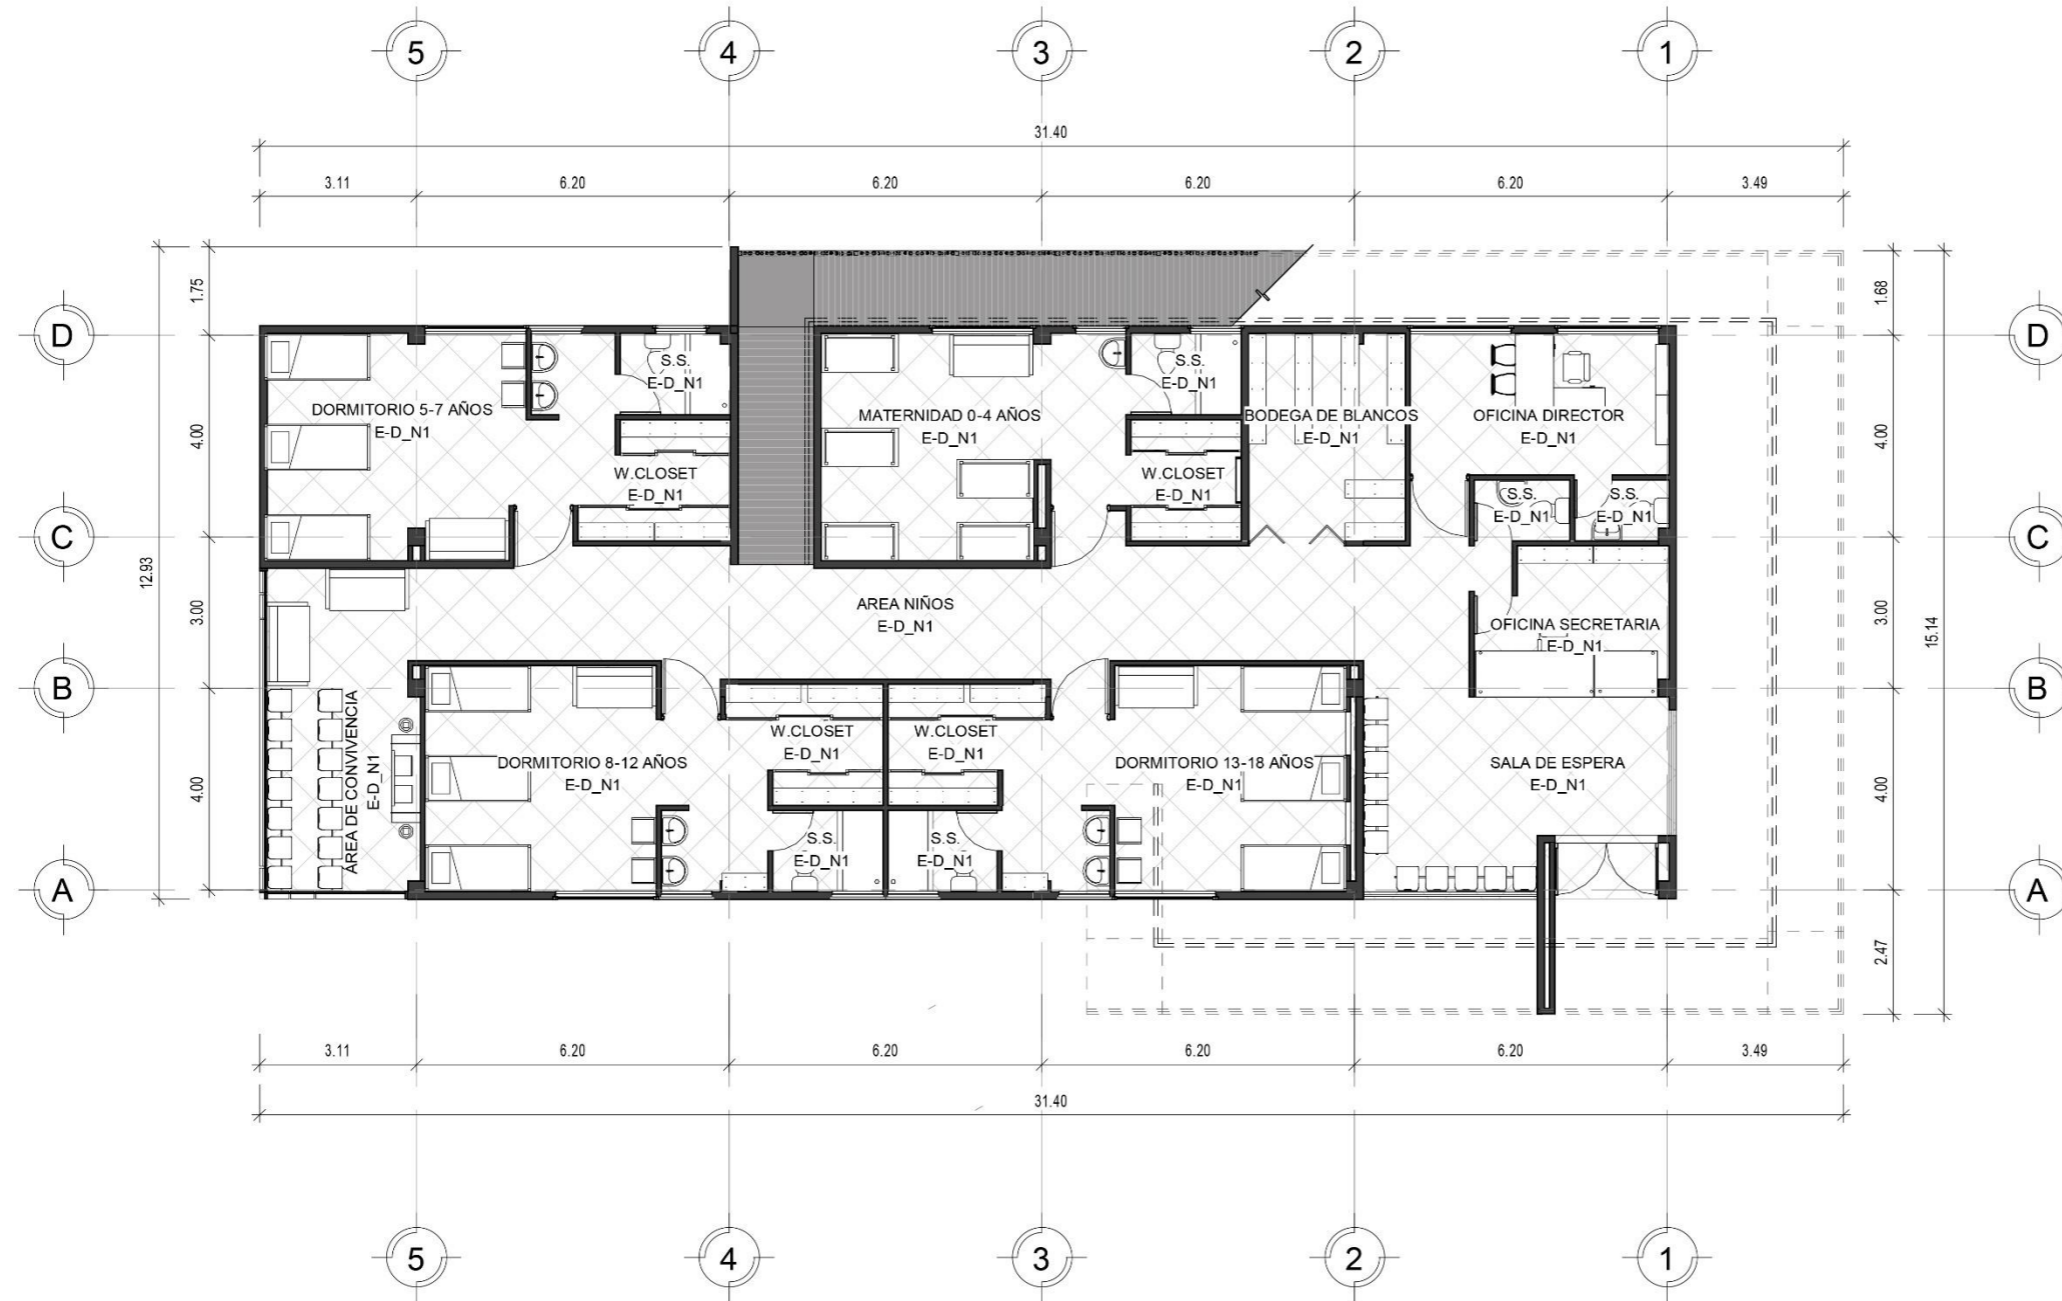 5 4 3 2 1
31.40
3.11 6.20 6.20 6.20 6.20 3.49
1.75
1.68
D
D
S.S.
E-D_N1
S.S.
E-D_N1
DORMITORIO 5-7 AÑOS
E-D_N1
MATERNIDAD 0-4 AÑOS
E-D_N1
BODEGA DE BLANCOS
E-D_N1
OFICINA DIRECTOR
E-D_N1
4.00
4.00
W.CLOSET
E-D_N1
W.CLOSET
E-D_N1
S.S.
E-D_N1
S.S.
E-D_N1
C
C
12.93
3.00
AREA NIÑOS
E-D_N1
OFICINA SECRETARIA
E-D_N1
3.00
15.14
B
B
ÁREA DE CONVIVENCIA
E-D_N1
W.CLOSET
E-D_N1
W.CLOSET
E-D_N1
DORMITORIO 8-12 AÑOS
E-D_N1
DORMITORIO 13-18 AÑOS
E-D_N1
SALA DE ESPERA
E-D_N1
4.00
4.00
S.S.
E-D_N1
S.S.
E-D_N1
A
A
2.47
3.11 6.20 6.20 6.20 6.20 3.49
31.40
5 4 3 2 1